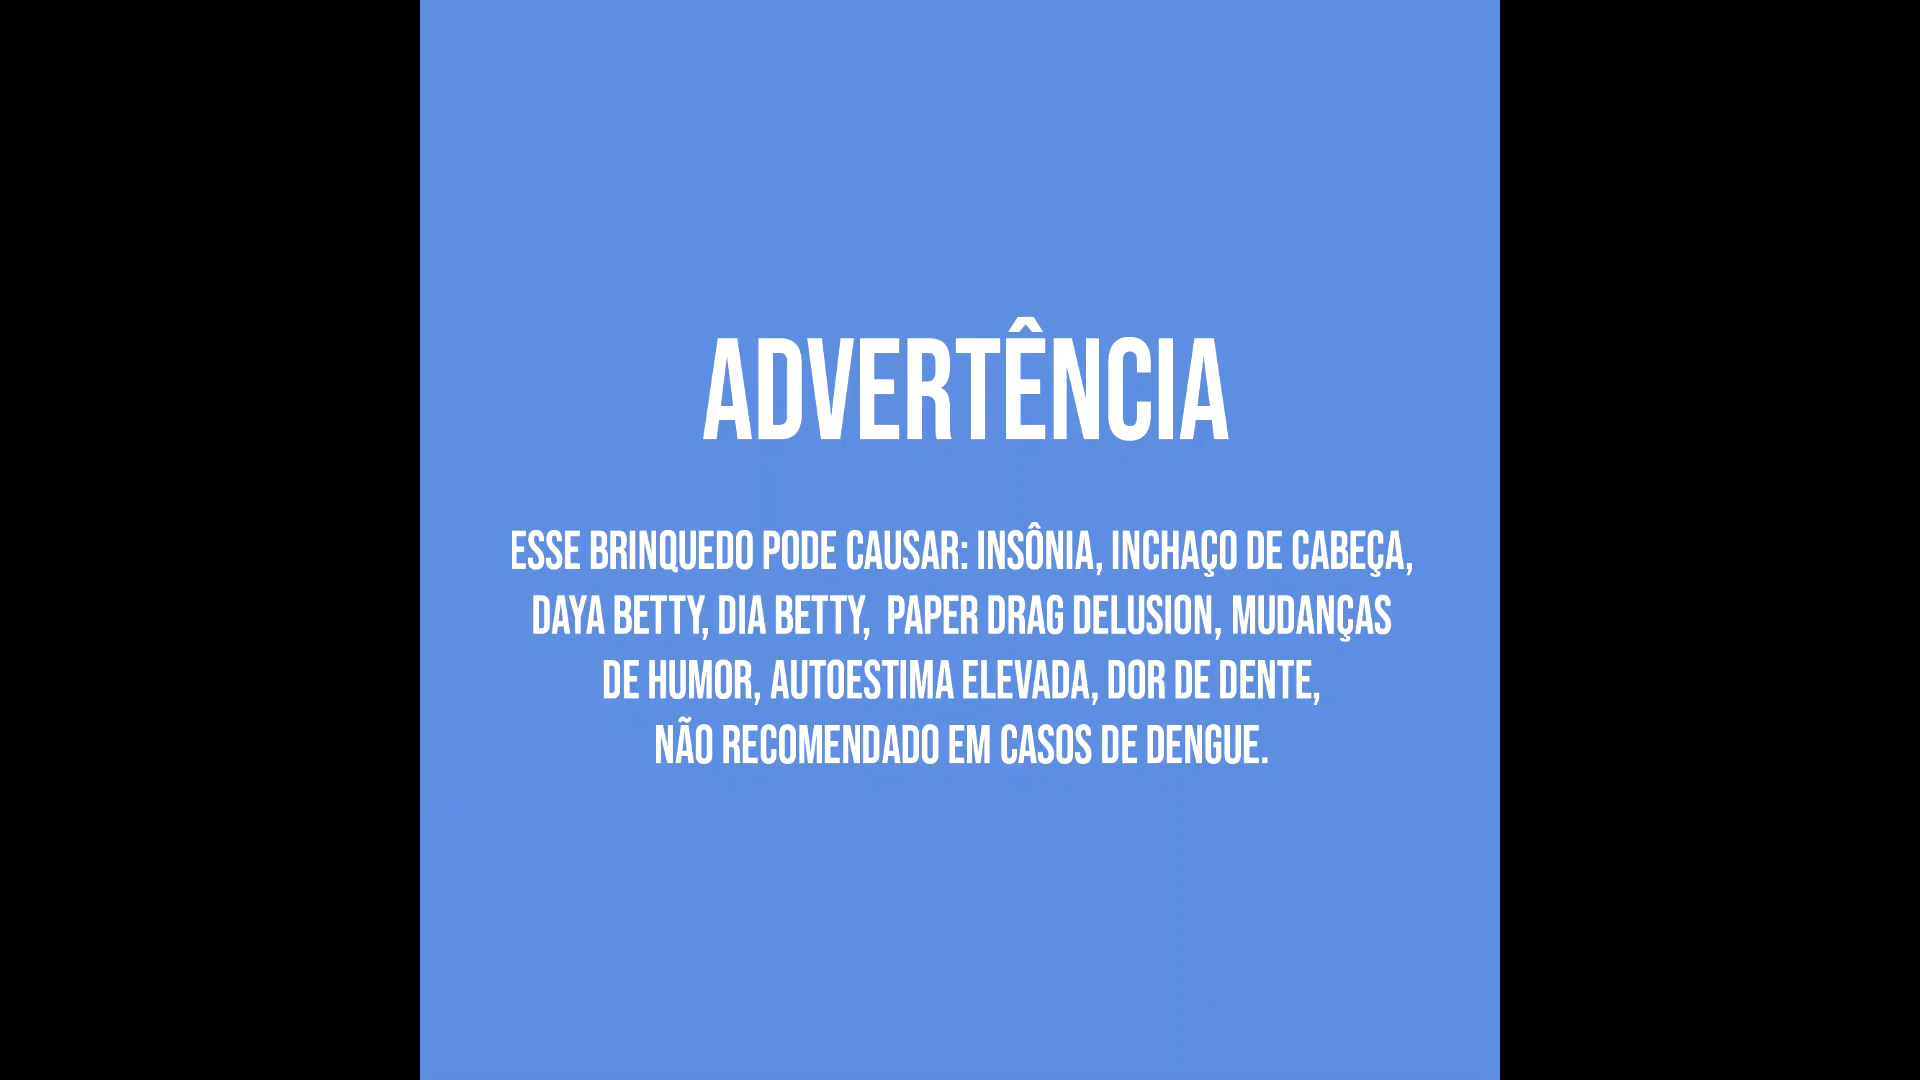 ADVERTÊNCIA
ESSE BRINQUEDO PODE CAUSAR: INSÔNIA, INCHAÇO DE CABEÇA,
DAYA BETTY, DIA BETTY,  PAPER DRAG DELUSION, MUDANÇAS
DE HUMOR, AUTOESTIMA ELEVADA, DOR DE DENTE,
NÃO RECOMENDADO EM CASOS DE DENGUE.